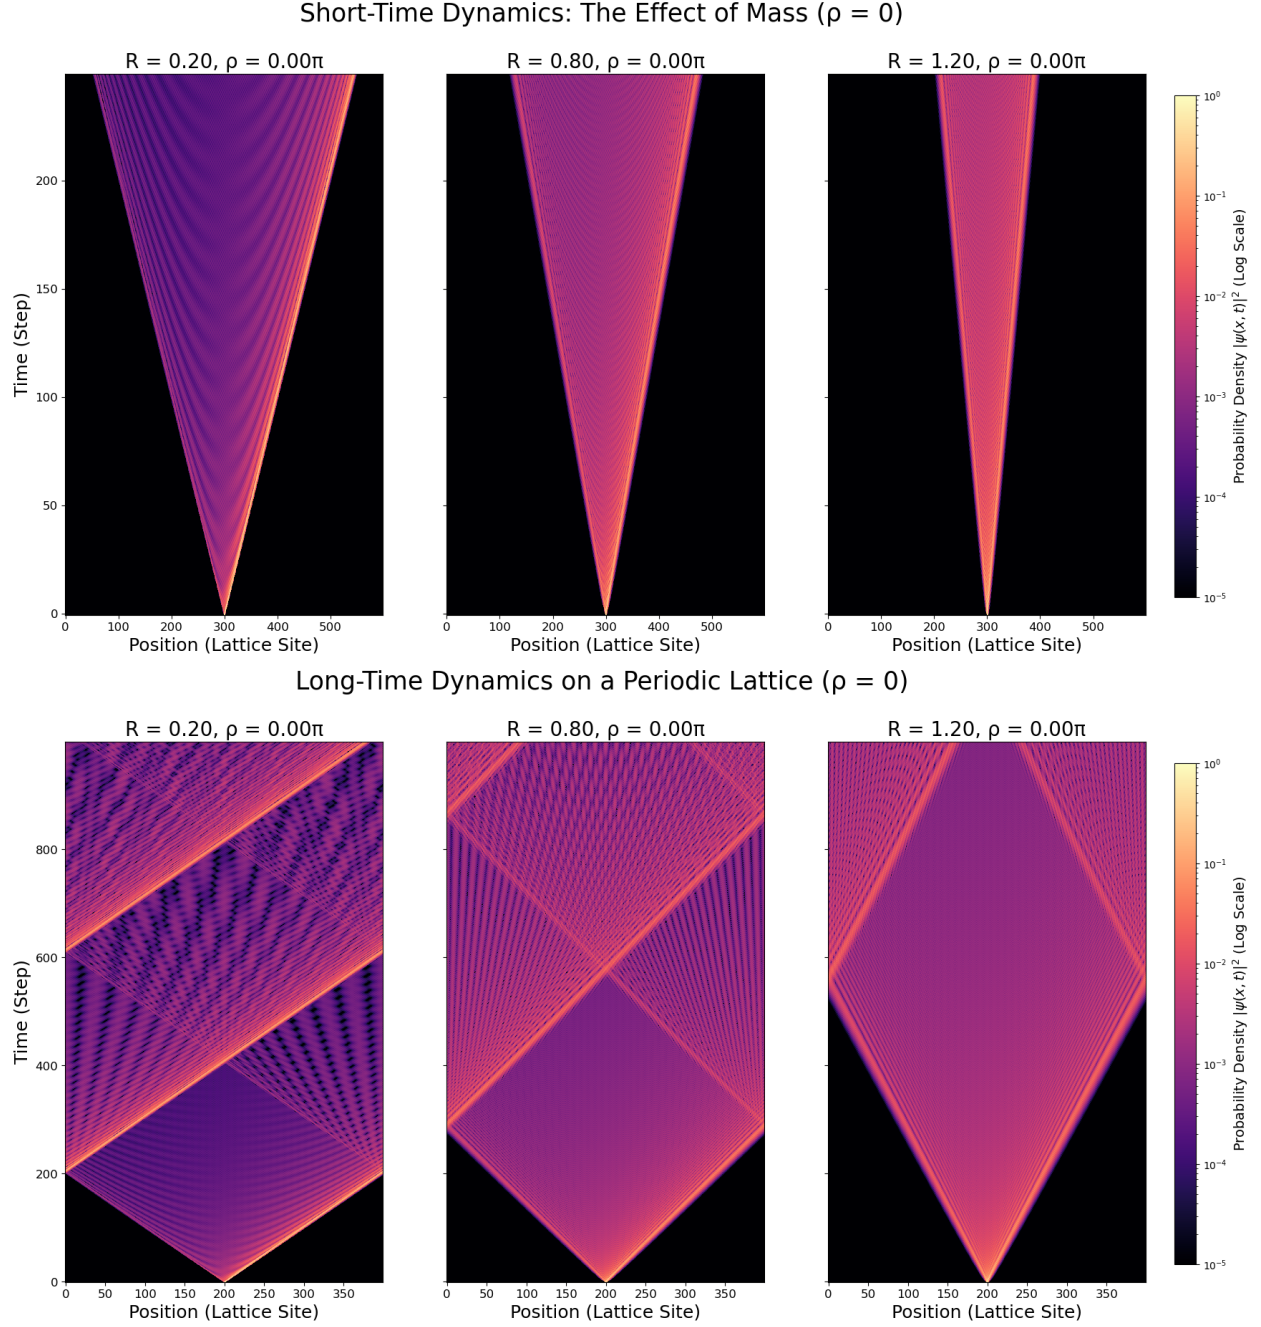 Short-Time Dynamics: The Effect of Mass (ρ = 0)
R = 0.20, ρ = 0.00π
R = 0.80, ρ = 0.00π
R = 1.20, ρ = 0.00π
200
150
100
50
0
Time (Step)
0 100 200 300 400 500
0 100 200 300 400 500
0 100 200 300 400 500
Position (Lattice Site)
Position (Lattice Site)
Position (Lattice Site)
10⁰
10⁻¹
10⁻²
10⁻³
10⁻⁴
10⁻⁵
Probability Density |ψ(x, t)|² (Log Scale)
Long-Time Dynamics on a Periodic Lattice (ρ = 0)
R = 0.20, ρ = 0.00π
R = 0.80, ρ = 0.00π
R = 1.20, ρ = 0.00π
800
600
400
200
0
Time (Step)
0 50 100 150 200 250 300 350
0 50 100 150 200 250 300 350
0 50 100 150 200 250 300 350
Position (Lattice Site)
Position (Lattice Site)
Position (Lattice Site)
10⁰
10⁻¹
10⁻²
10⁻³
10⁻⁴
10⁻⁵
Probability Density |ψ(x, t)|² (Log Scale)